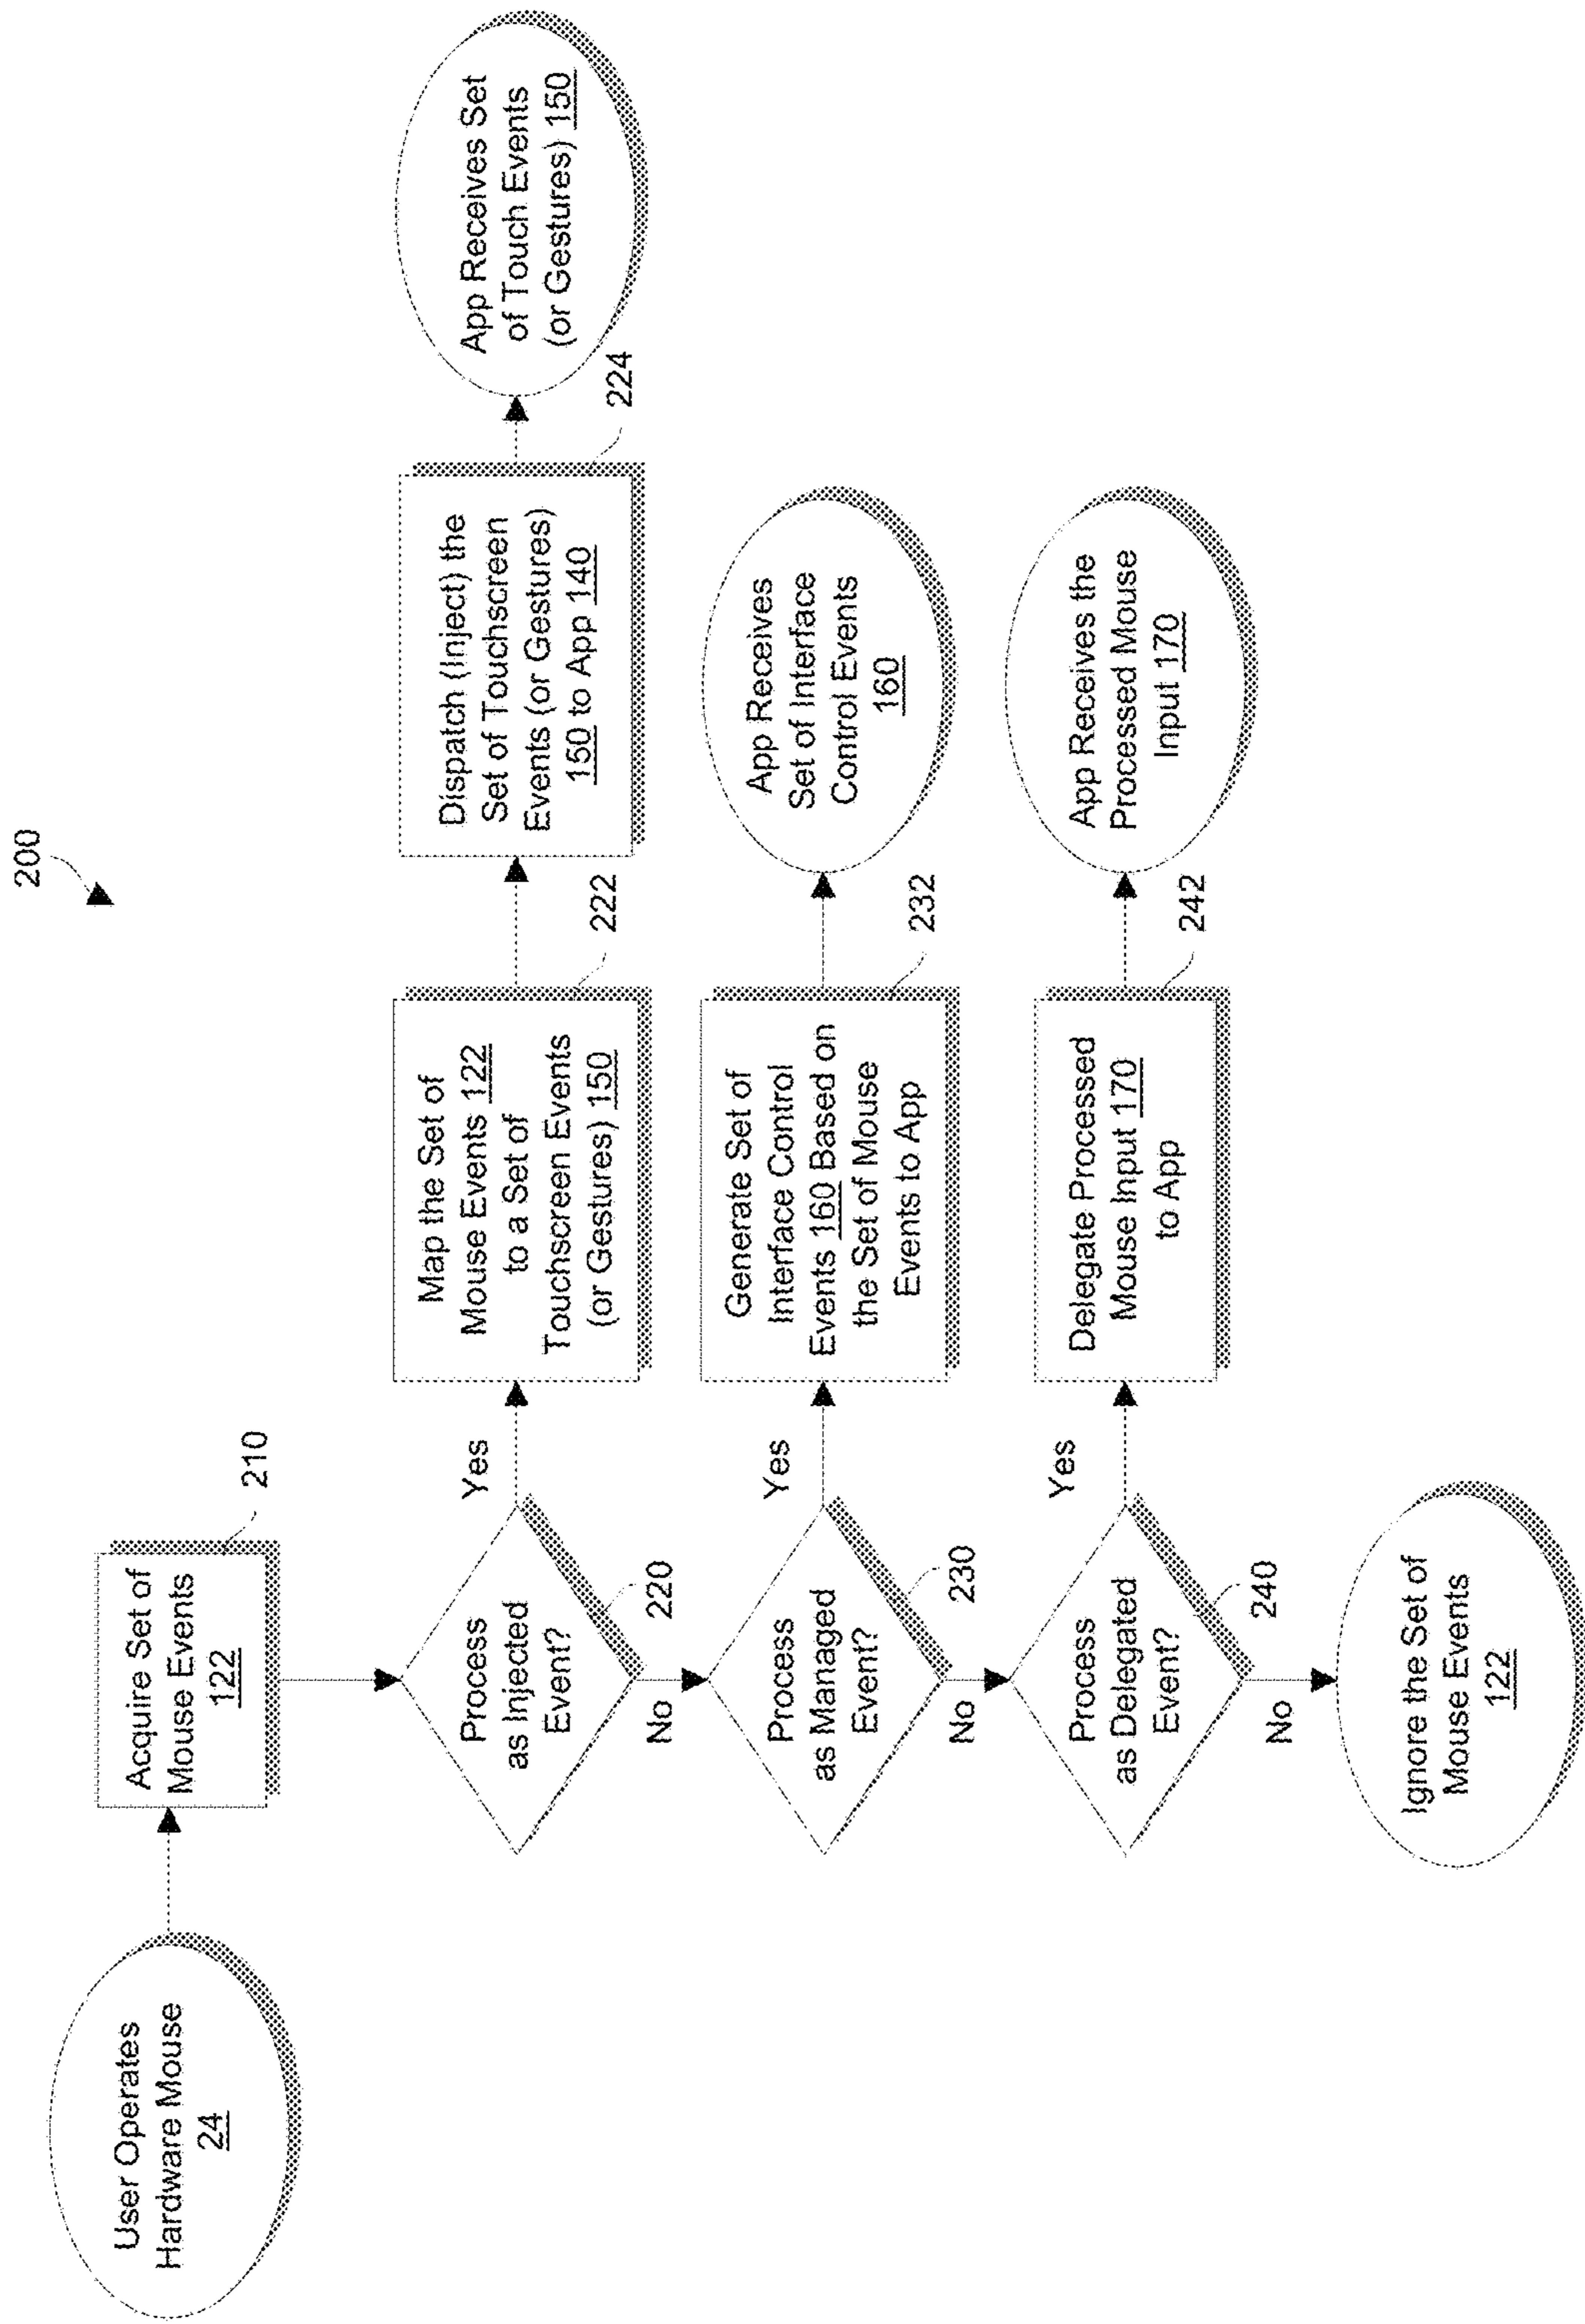 200
User Operates
Hardware Mouse
24
Acquire Set of
Mouse Events
122
210
Process
as Injected
Event?
220
Yes
No
Map the Set of
Mouse Events 122
to a Set of
Touchscreen Events
(or Gestures) 150
222
Dispatch (Inject) the
Set of Touchscreen
Events (or Gestures)
150 to App 140
224
App Receives Set
of Touch Events
(or Gestures) 150
Process
as Managed
Event?
230
Yes
No
Generate Set of
Interface Control
Events 160 Based on
the Set of Mouse
Events to App
232
App Receives
Set of Interface
Control Events
160
Process
as Delegated
Event?
240
Yes
No
Delegate Processed
Mouse Input 170
to App
242
App Receives the
Processed Mouse
Input 170
Ignore the Set of
Mouse Events
122